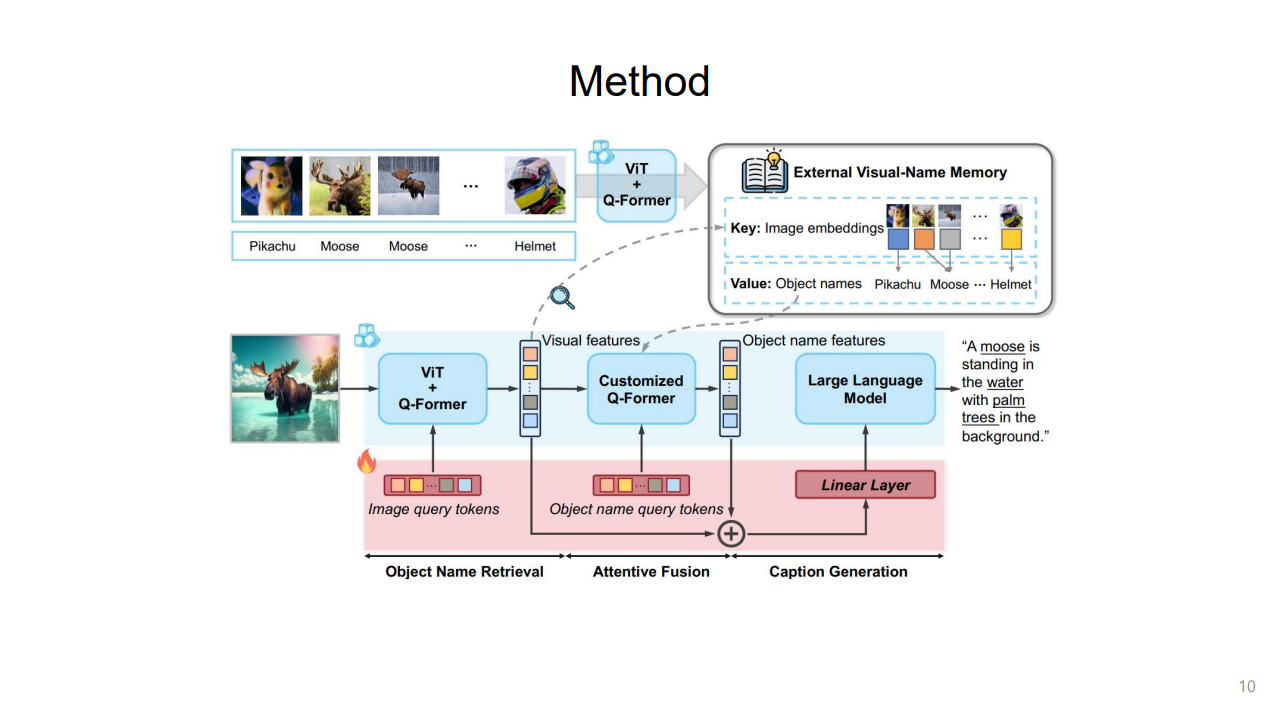 Method
ViT
+
Q-Former
External Visual-Name Memory
Key: Image embeddings
...
...
Value: Object names
Pikachu Moose ... Helmet
...
Pikachu Moose Moose ... Helmet
Visual features
Object name features
ViT
+
Q-Former
Customized
Q-Former
Large Language
Model
“A moose is
standing in
the water
with palm
trees in the
background.”
Image query tokens
Object name query tokens
Linear Layer
+
Object Name Retrieval
Attentive Fusion
Caption Generation
10